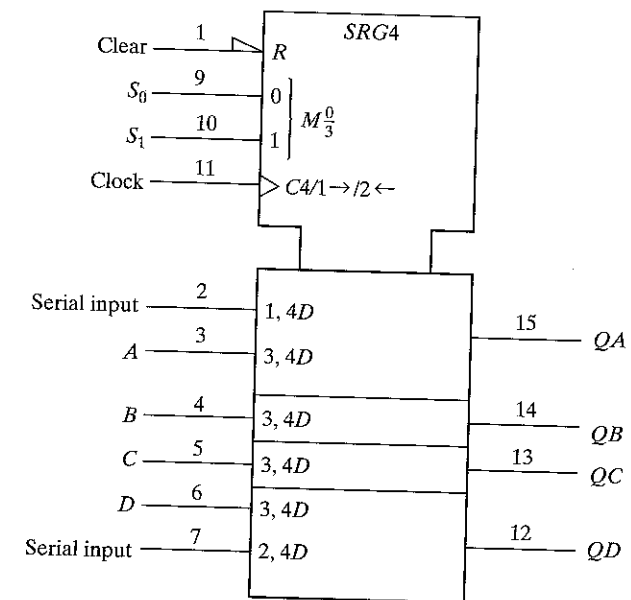 SRG4
Clear 1 R
S₀ 9 0
S₁ 10 1 M 0/3
Clock 11 C4/1→/2←
Serial input 2 1, 4D
15 QA
A 3 3, 4D
B 4 3, 4D 14 QB
C 5 3, 4D 13 QC
D 6 3, 4D
Serial input 7 2, 4D 12 QD